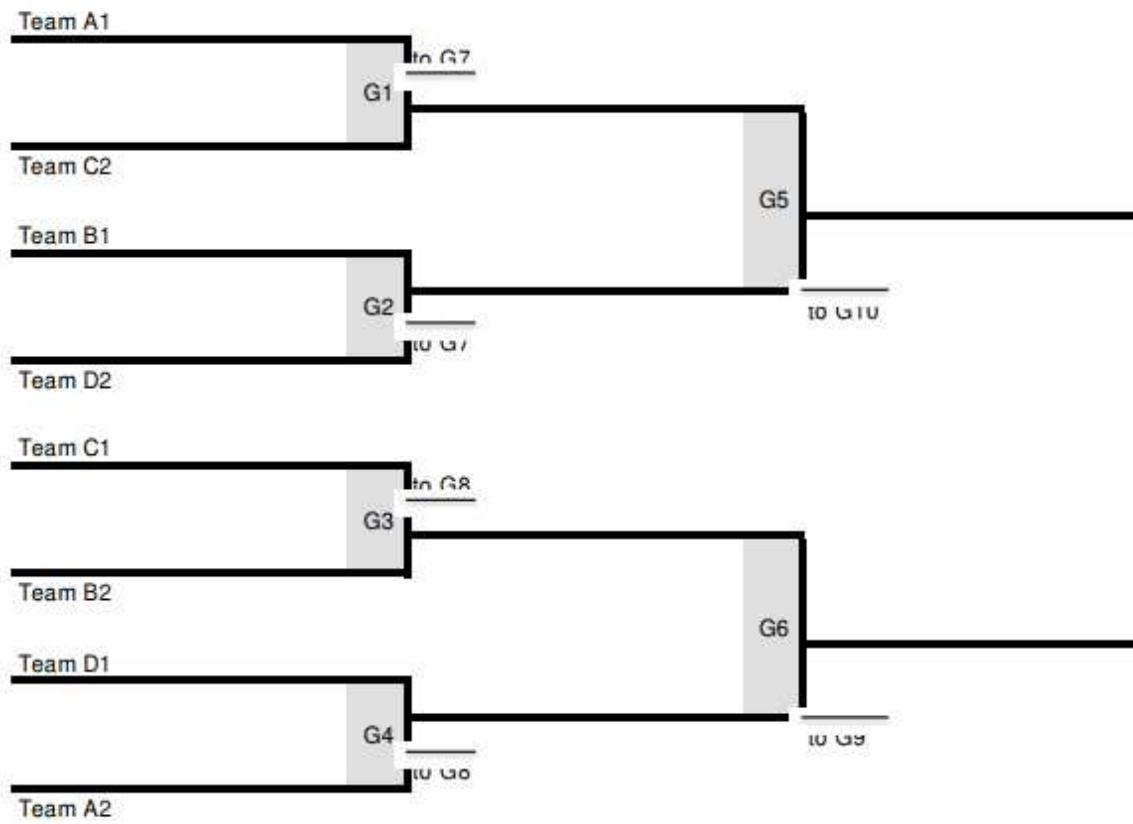 Team A1
to G7
G1
Team C2
G5
Team B1
G2
to G7
to G10
Team D2
Team C1
to G8
G3
Team B2
G6
Team D1
G4
to G8
to G9
Team A2